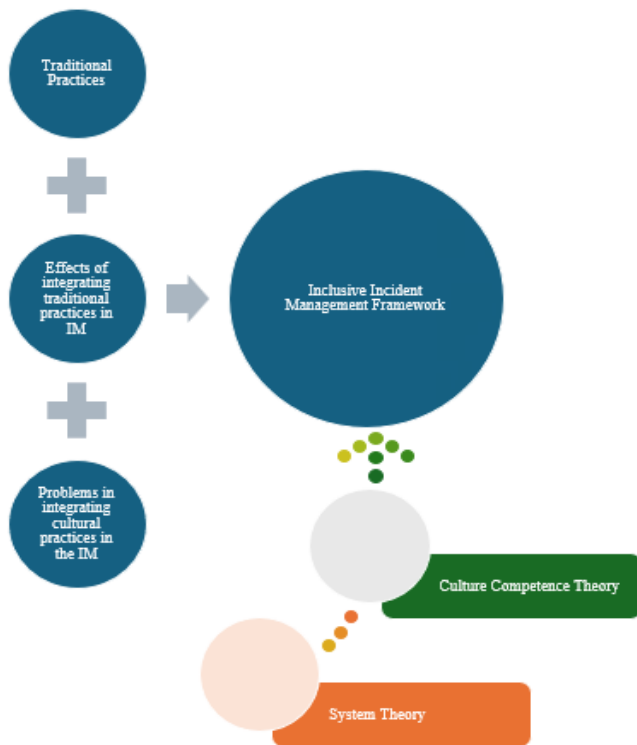 Traditional
Practices
Effects of
integrating
traditional
practices in
IM
Inclusive Incident
Management Framework
Problems in
integrating
cultural
practices in
the IM
Culture Competence Theory
System Theory